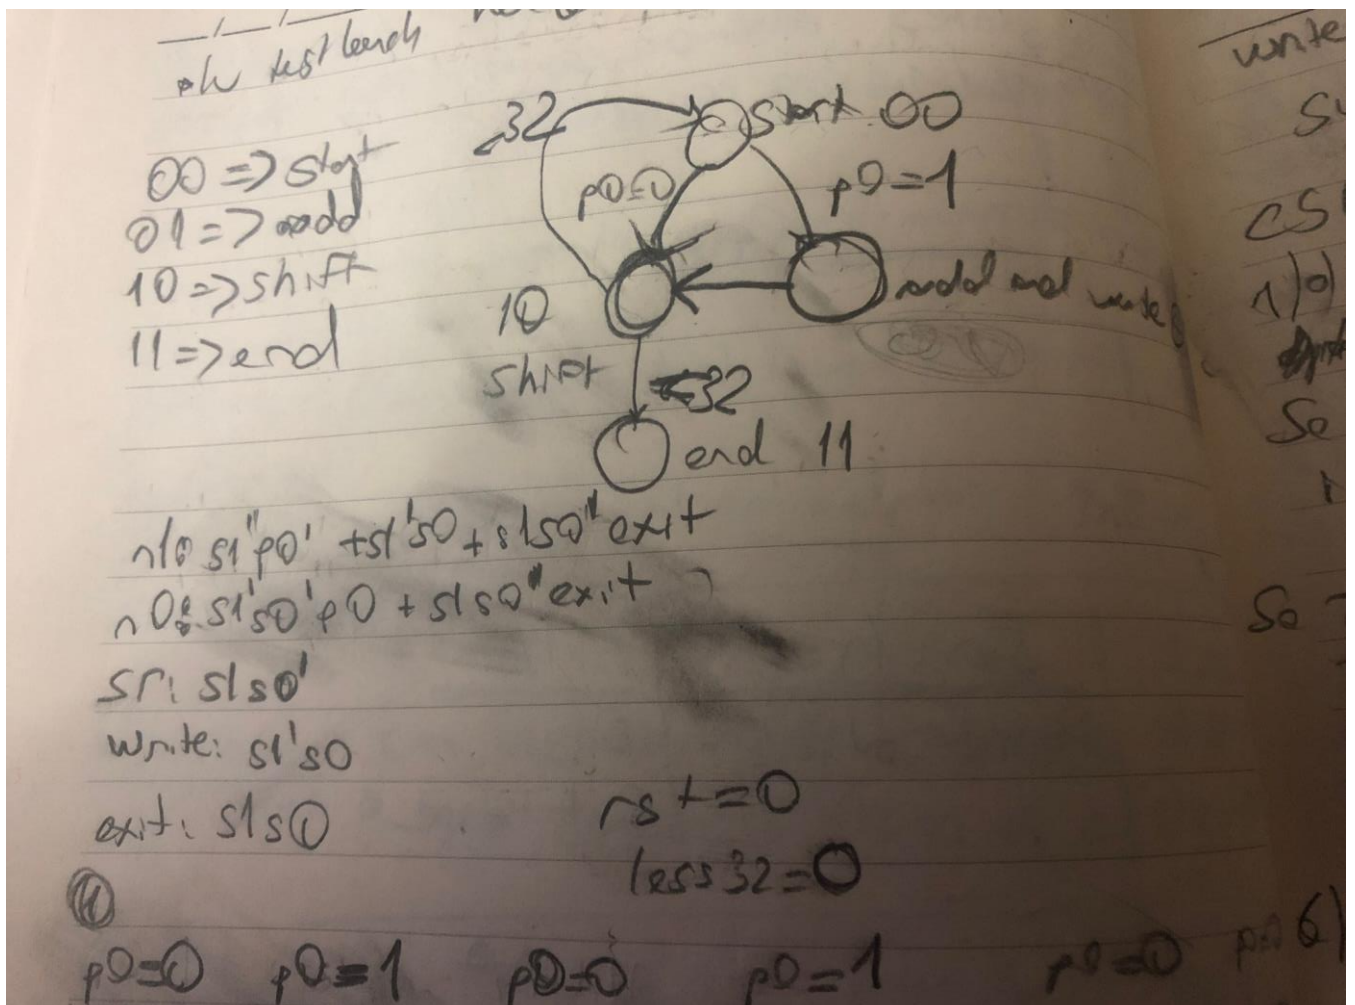 testbench
write
32
start 00
00 => start
p0=0
p0=1
01 => add
10 => shift
10
add and write
11 => end
shift
32
end 11
n1: s1'p0' + s1's0 + s1s0' exit
n0: s1's0'p0 + s1s0' exit
So
sr: s1s0'
write: s1's0
exit: s1s0
rst=0
less32=0
p0=0 p0=1 p0=0 p0=1 p0=0